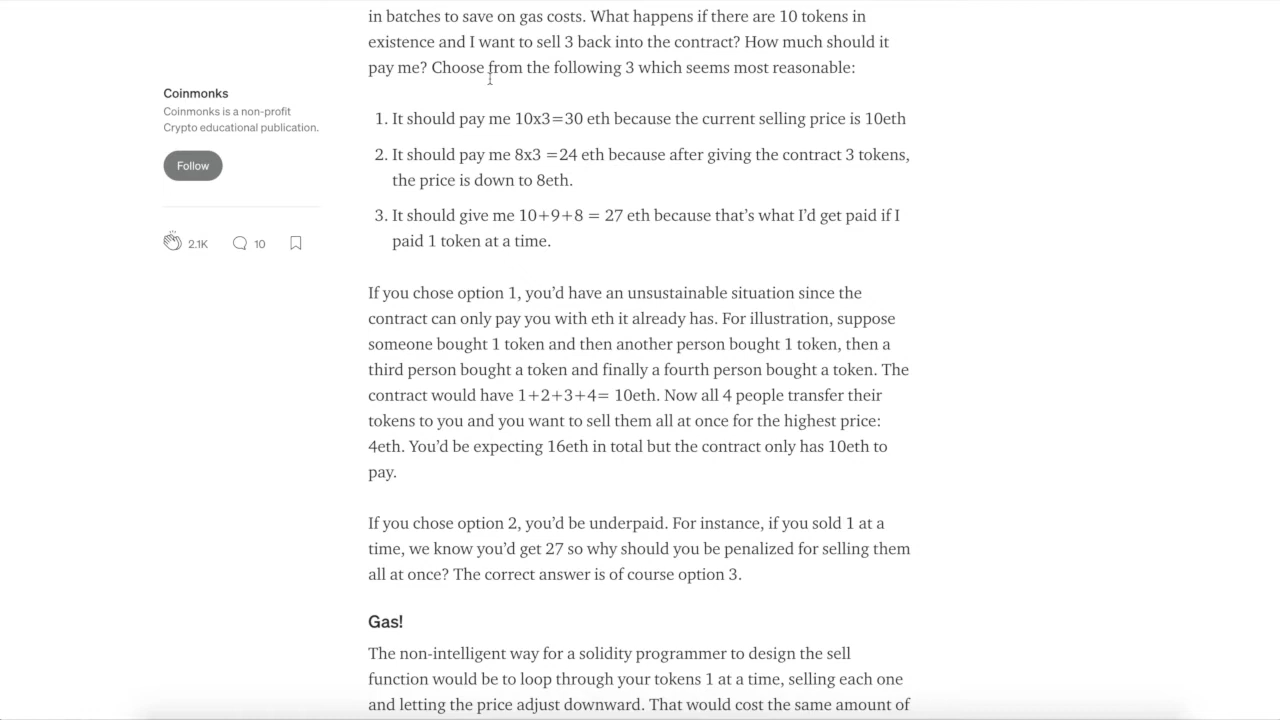 in batches to save on gas costs. What happens if there are 10 tokens in
existence and I want to sell 3 back into the contract? How much should it
pay me? Choose from the following 3 which seems most reasonable:
Coinmonks
Coinmonks is a non-profit
Crypto educational publication.
Follow
2.1K
10
1. It should pay me 10x3=30 eth because the current selling price is 10eth
2. It should pay me 8x3 =24 eth because after giving the contract 3 tokens,
the price is down to 8eth.
3. It should give me 10+9+8 = 27 eth because that’s what I’d get paid if I
paid 1 token at a time.
If you chose option 1, you’d have an unsustainable situation since the
contract can only pay you with eth it already has. For illustration, suppose
someone bought 1 token and then another person bought 1 token, then a
third person bought a token and finally a fourth person bought a token. The
contract would have 1+2+3+4= 10eth. Now all 4 people transfer their
tokens to you and you want to sell them all at once for the highest price:
4eth. You’d be expecting 16eth in total but the contract only has 10eth to
pay.
If you chose option 2, you’d be underpaid. For instance, if you sold 1 at a
time, we know you’d get 27 so why should you be penalized for selling them
all at once? The correct answer is of course option 3.
Gas!
The non-intelligent way for a solidity programmer to design the sell
function would be to loop through your tokens 1 at a time, selling each one
and letting the price adjust downward. That would cost the same amount of